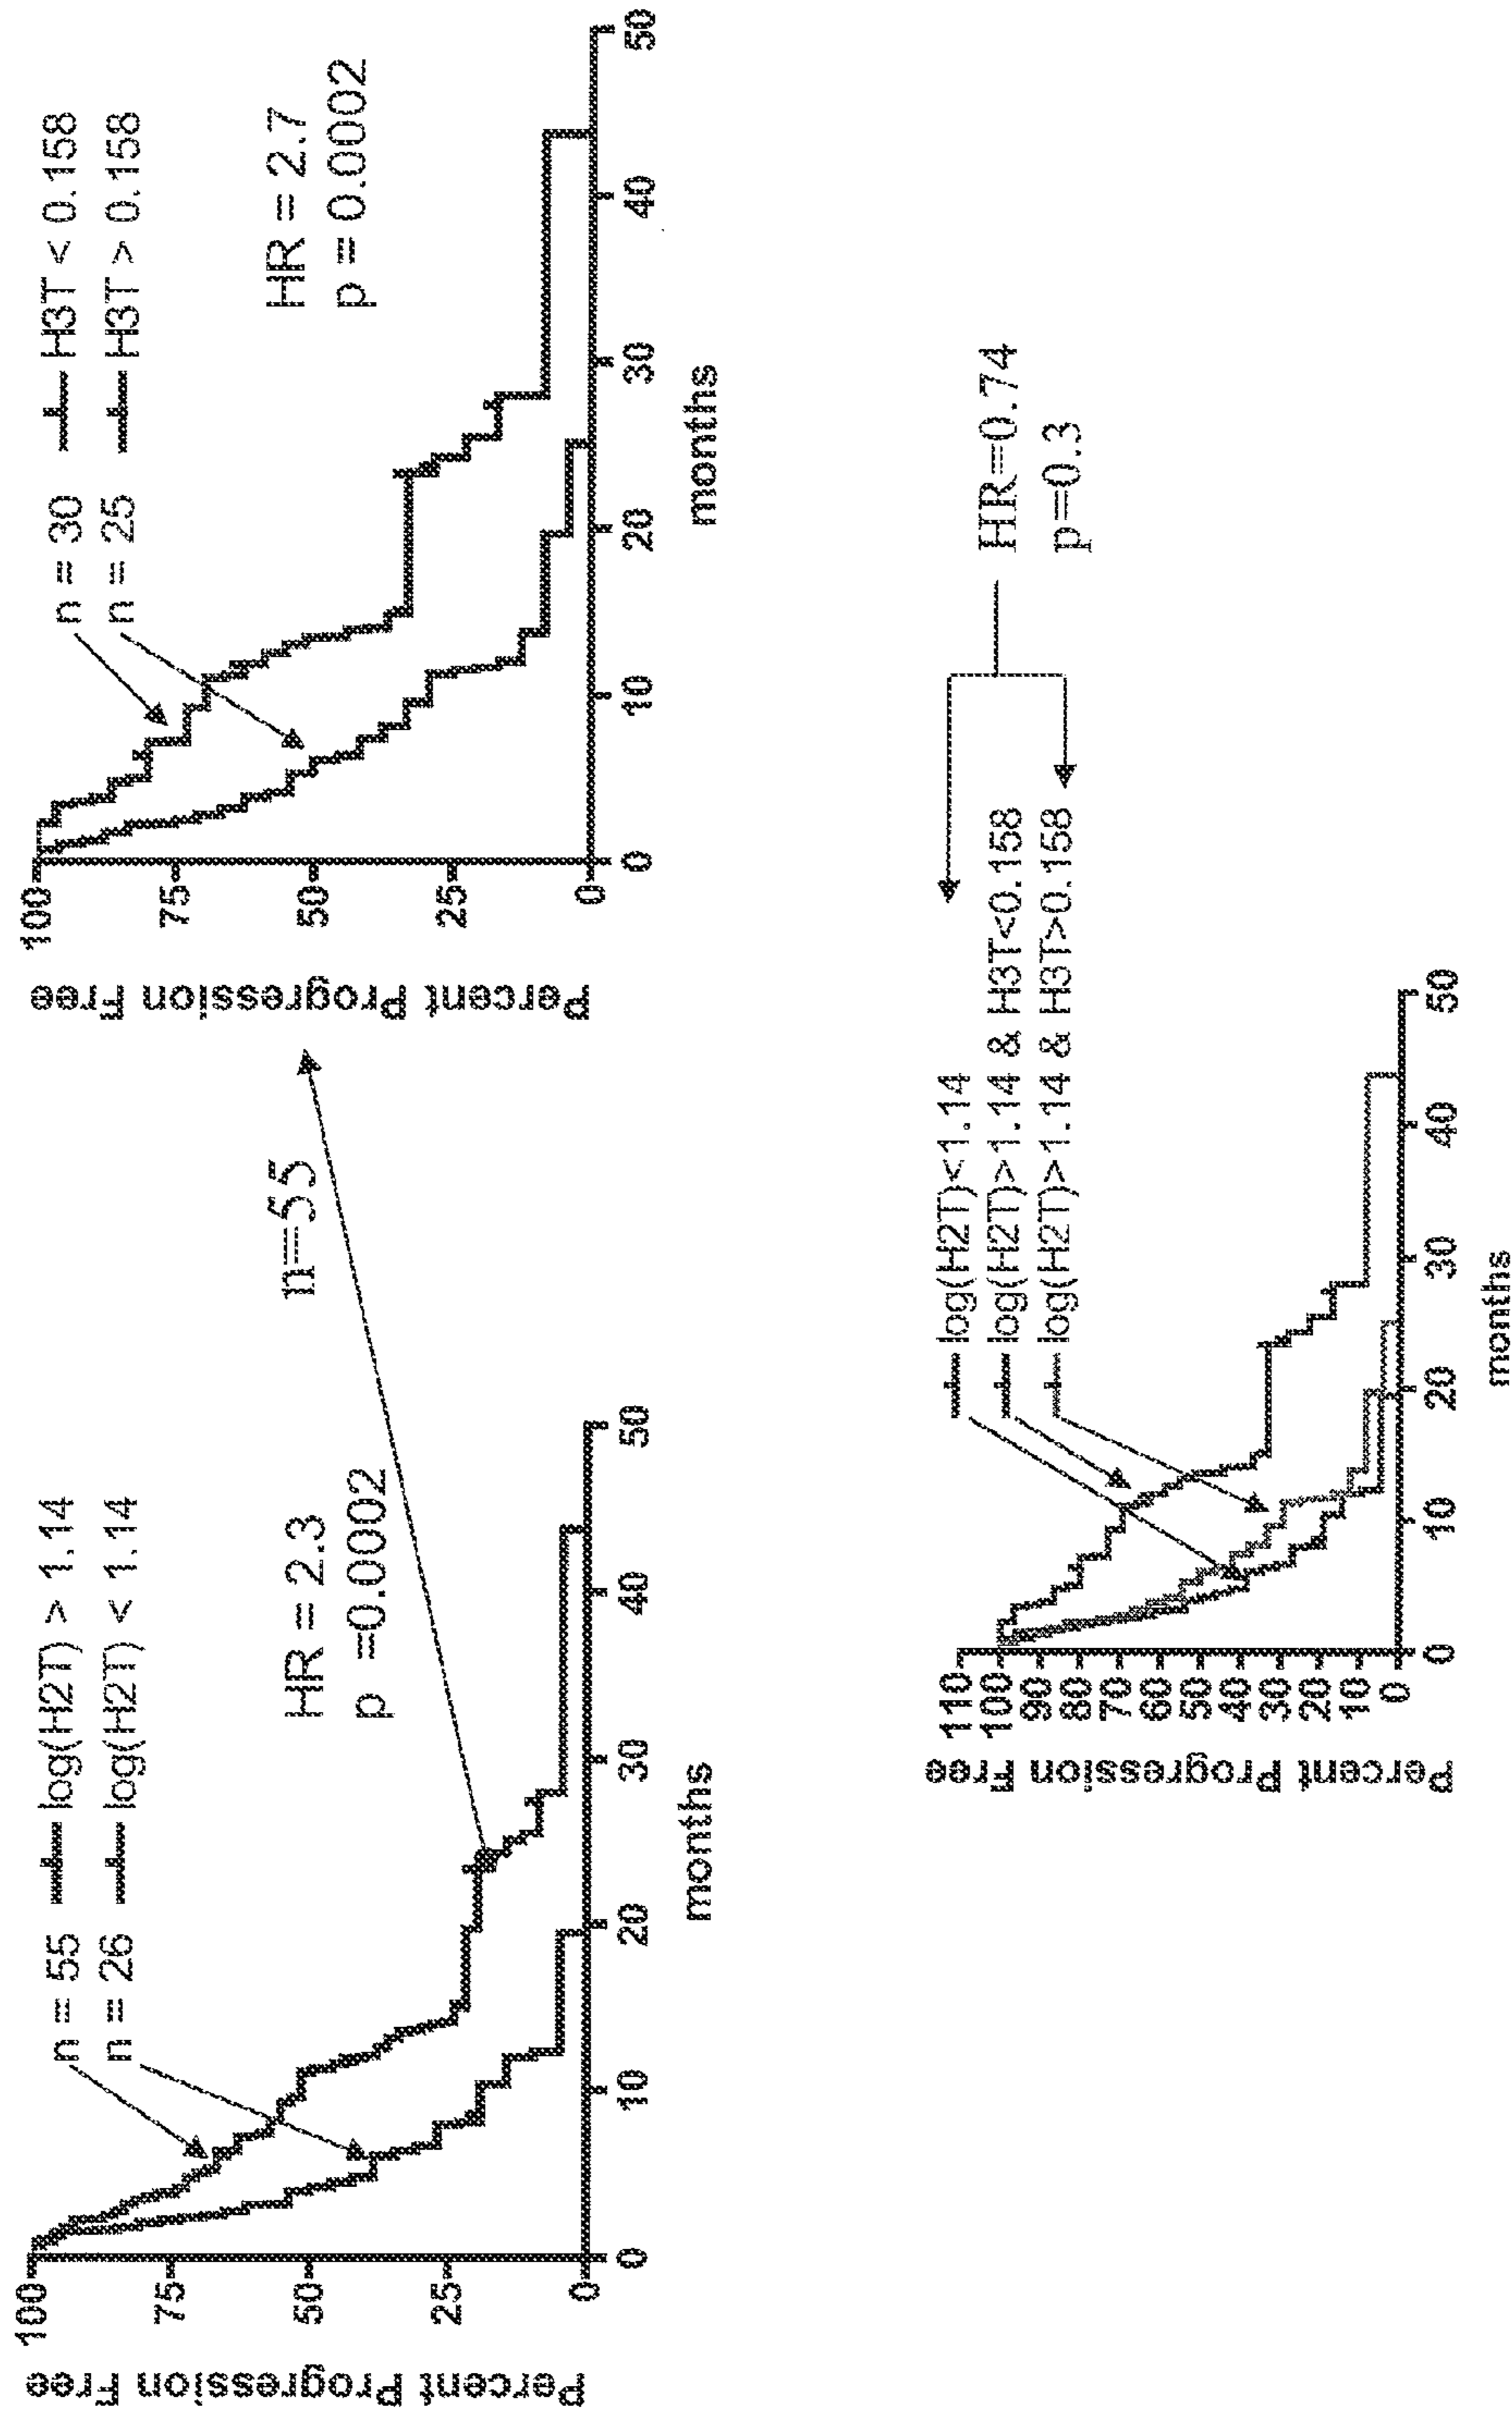 n = 55 log(H2T) > 1.14
n = 26 log(H2T) < 1.14
HR = 2.3
p =0.0002
Percent Progression Free
100
75
50
25
0
0 10 20 30 40 50
months
n=55
n = 30 H3T < 0.158
n = 25 H3T > 0.158
HR = 2.7
p = 0.0002
Percent Progression Free
100
75
50
25
0
0 10 20 30 40 50
months
log(H2T)<1.14
log(H2T)>1.14 & H3T<0.158
log(H2T)>1.14 & H3T>0.158
HR=0.74
p=0.3
Percent Progression Free
110
100
90
80
70
60
50
40
30
20
10
0
0 10 20 30 40 50
months